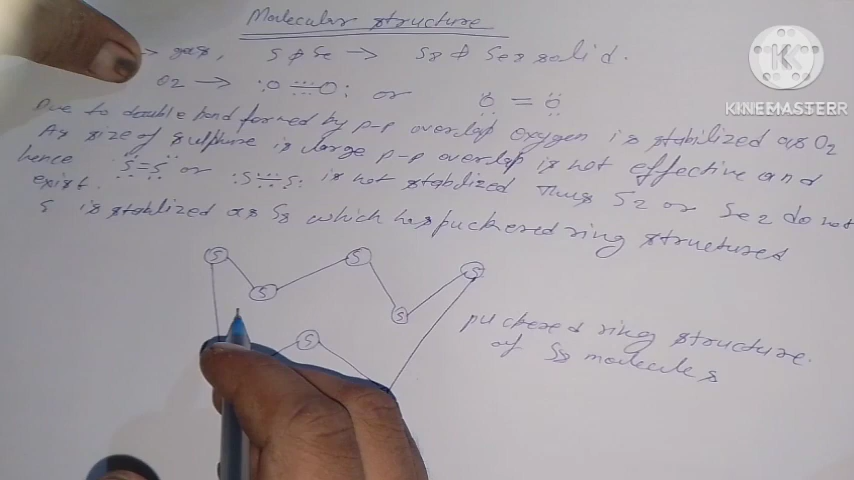 Molecular structure
→ gas, S & Se → S8 & Se8 solid.
O2 → :O ::: O: or O = O
Due to double bond formed by p-p overlap oxygen is stabilized as O2
As size of sulphur is large p-p overlap is not effective and
hence S=S or :S:::S: is not stabilized Thus S2 or Se2 do not
exist.
S is stablized as S8 which has puckered ring structured
S S S S S
S
puckered ring structure
of S8 molecules
KINEMASTER